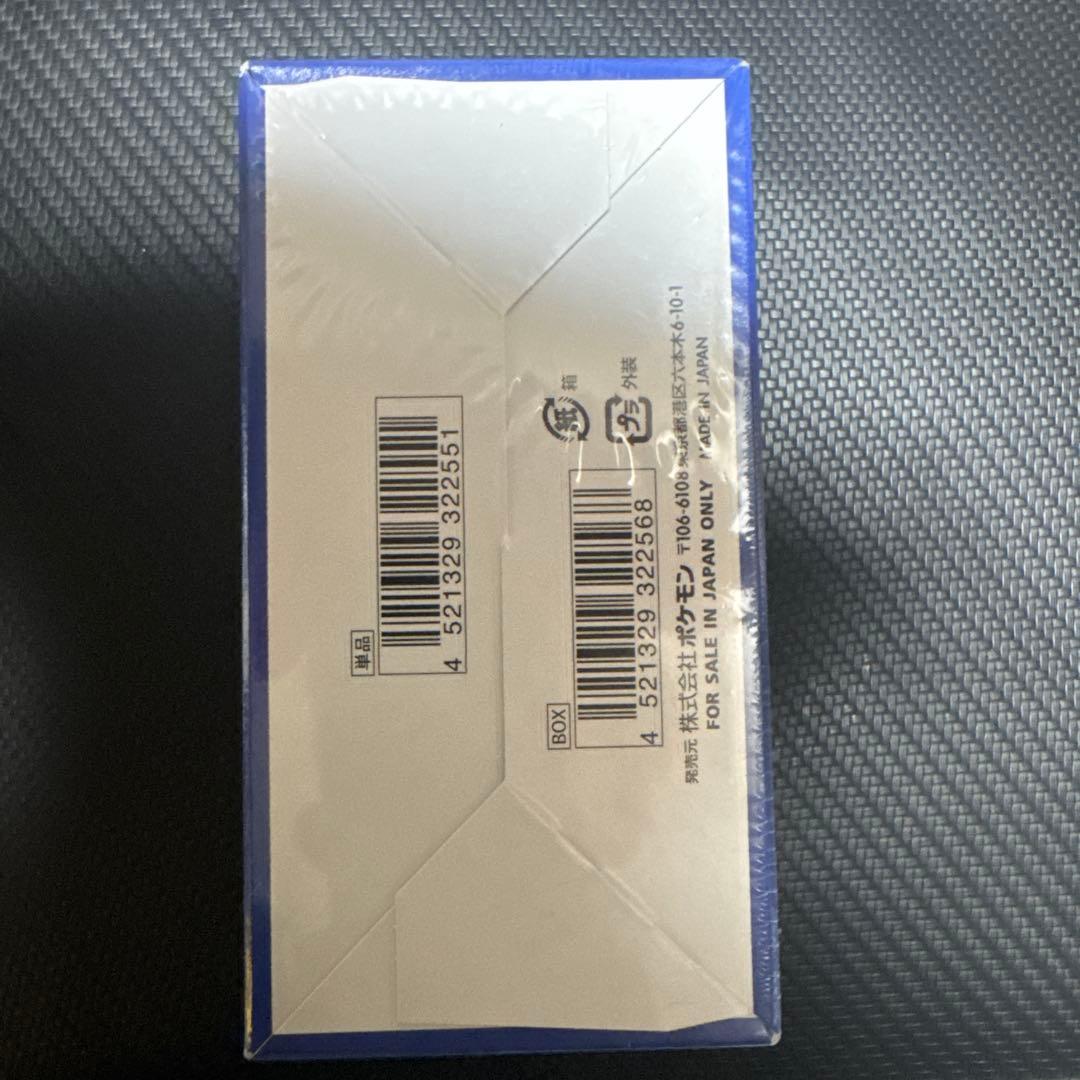 単品
4 521329 322551
BOX
4 521329 322568
紙 箱
プラ 外装
発売元 株式会社ポケモン 〒106-6108 東京都港区六本木6-10-1
FOR SALE IN JAPAN ONLY MADE IN JAPAN